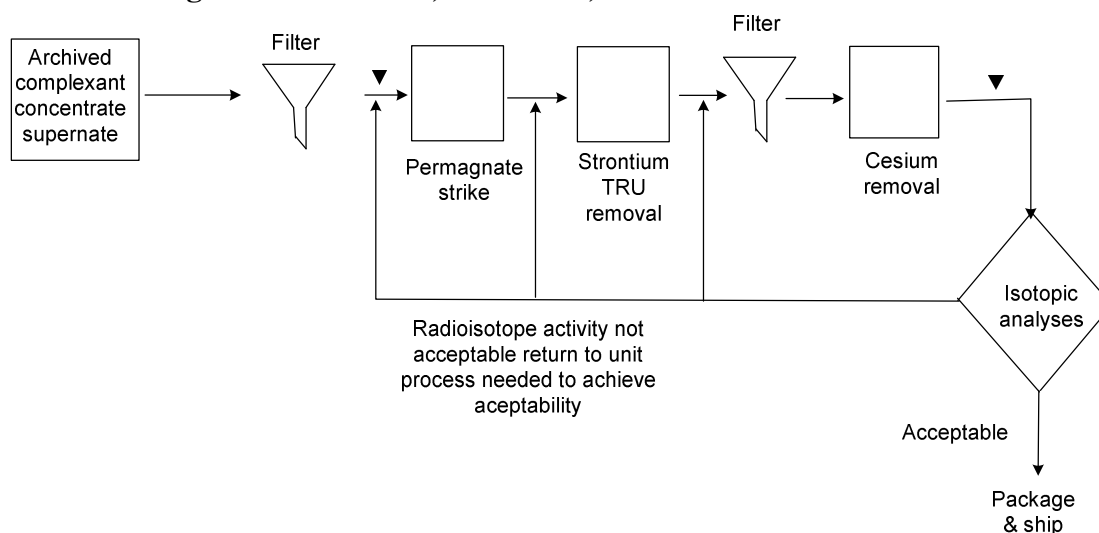 Archived
complexant
concentrate
supernate
Filter
Permagnate
strike
Strontium
TRU
removal
Filter
Cesium
removal
Isotopic
analyses
Radioisotope activity not
acceptable return to unit
process needed to achieve
aceptability
Acceptable
Package
& ship